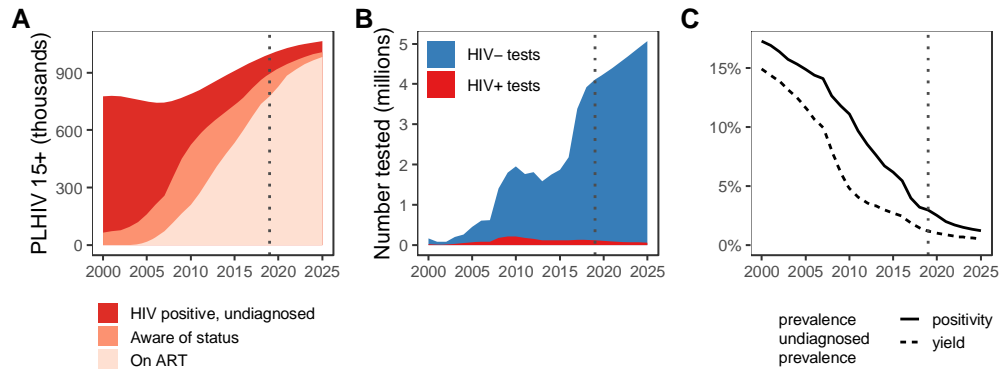 A
PLHIV 15+ (thousands)
900
600
300
0
2000 2005 2010 2015 2020 2025
HIV positive, undiagnosed
Aware of status
On ART
B
Number tested (millions)
5
4
3
2
1
0
HIV− tests
HIV+ tests
2000 2005 2010 2015 2020 2025
C
15%
10%
5%
0%
2000 2005 2010 2015 2020 2025
prevalence
undiagnosed
prevalence
positivity
yield